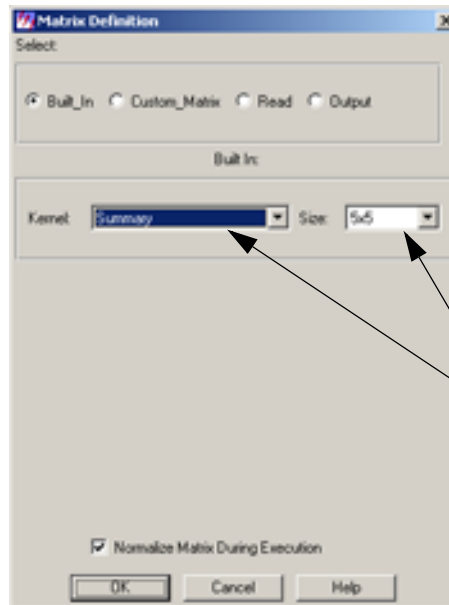 Matrix Definition
Select:
Built_In Custom_Matrix Read Output
Built In:
Kernel: Summary Size: 5x5
Normalize Matrix During Execution
OK Cancel Help